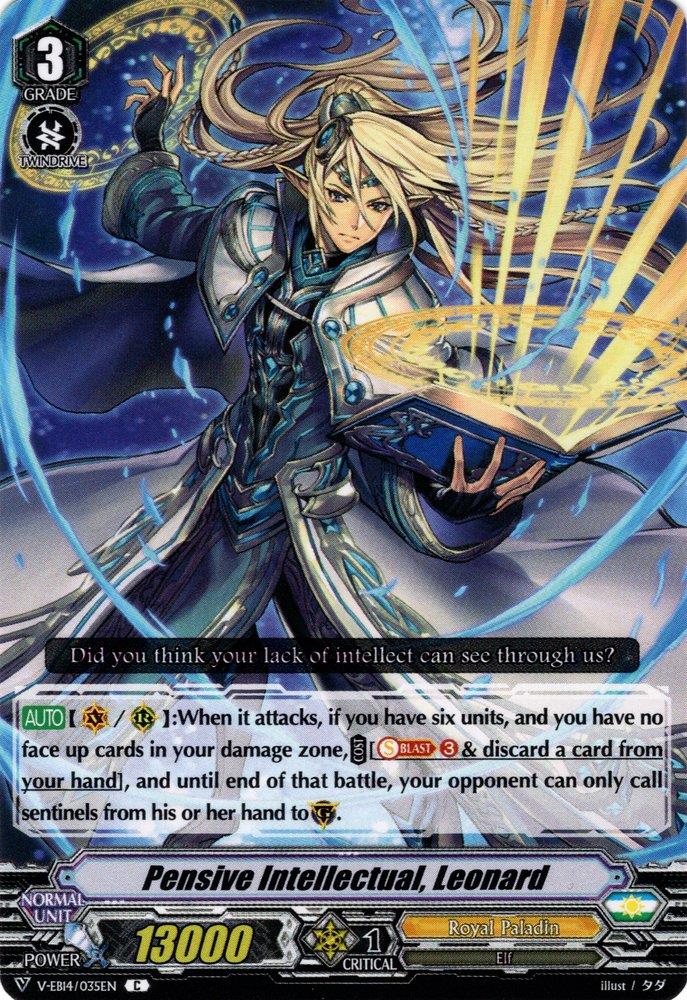 3
GRADE
TWINDRIVE
Did you think your lack of intellect can see through us?
AUTO【 V / R 】:When it attacks, if you have six units, and you have no
face up cards in your damage zone, COST [ S BLAST 3 & discard a card from
your hand], and until end of that battle, your opponent can only call
sentinels from his or her hand to G.
Pensive Intellectual, Leonard
NORMAL
UNIT
POWER 13000
1
CRITICAL
Royal Paladin
Elf
V-EB14/035EN C
illust / タダ